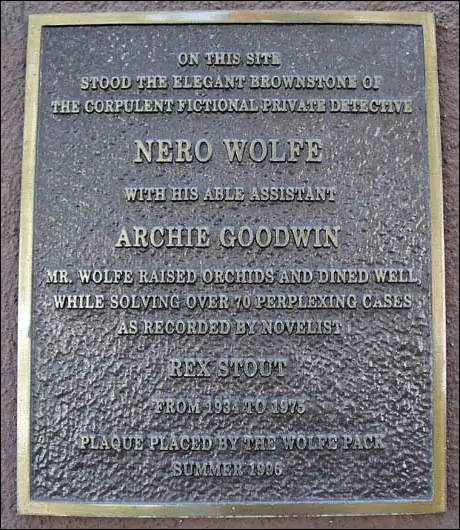 ON THIS SITE
STOOD THE ELEGANT BROWNSTONE OF
THE CORPULENT FICTIONAL PRIVATE DETECTIVE
NERO WOLFE
WITH HIS ABLE ASSISTANT
ARCHIE GOODWIN
MR. WOLFE RAISED ORCHIDS AND DINED WELL,
WHILE SOLVING OVER 70 PERPLEXING CASES
AS RECORDED BY NOVELIST
REX STOUT
FROM 1934 TO 1975
PLAQUE PLACED BY THE WOLFE PACK
SUMMER 1996